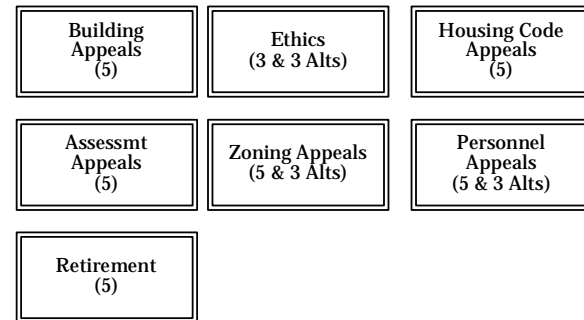 Building
Appeals
(5)
Ethics
(3 & 3 Alts)
Housing Code
Appeals
(5)
Assessmt
Appeals
(5)
Zoning Appeals
(5 & 3 Alts)
Personnel
Appeals
(5 & 3 Alts)
Retirement
(5)